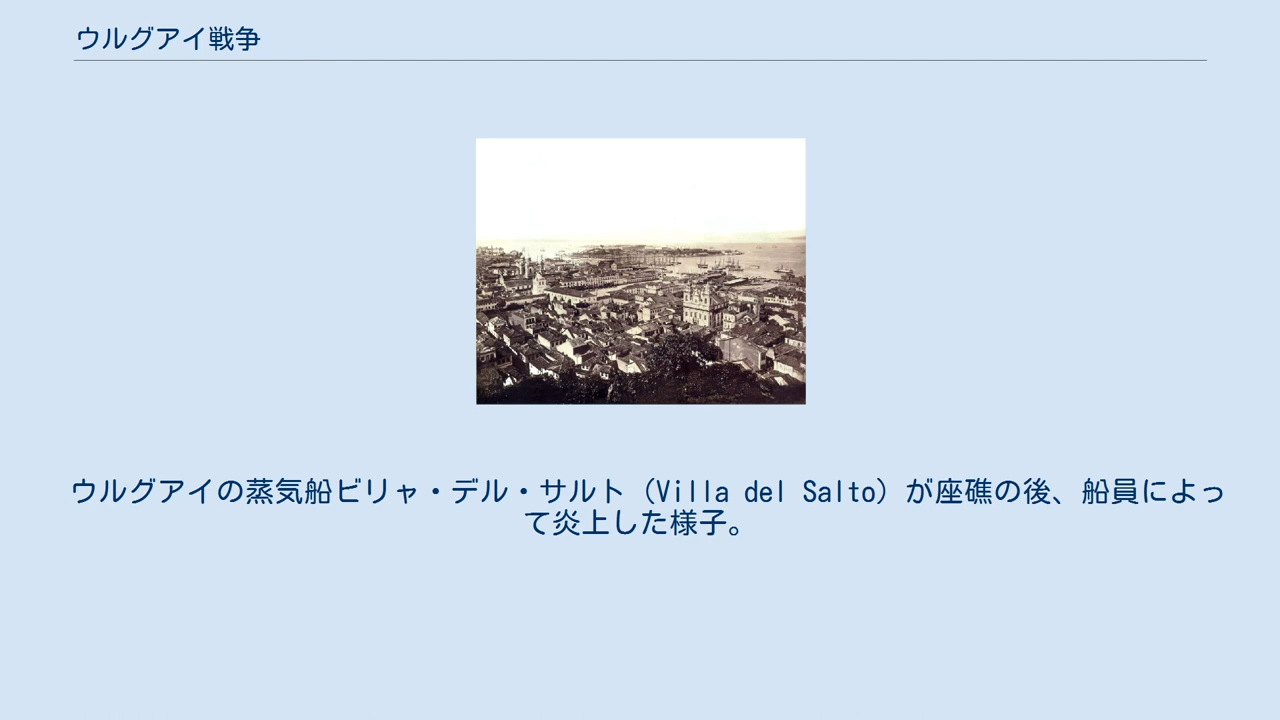 ウルグアイ戦争
ウルグアイの蒸気船ビリャ・デル・サルト（Villa del Salto）が座礁の後、船員によっ
て炎上した様子。